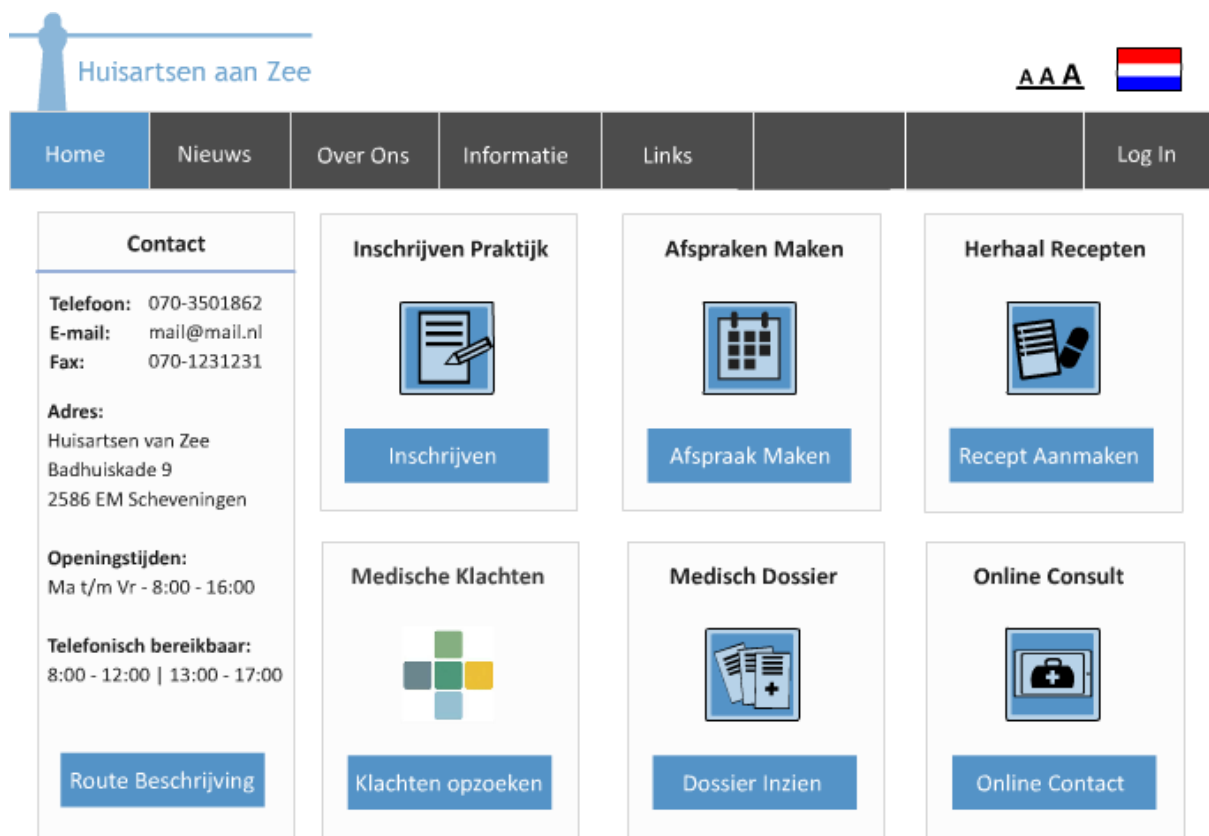 Huisartsen aan Zee
A A A
Home Nieuws Over Ons Informatie Links Log In
Contact
Telefoon: 070-3501862
E-mail: mail@mail.nl
Fax: 070-1231231
Adres:
Huisartsen van Zee
Badhuiskade 9
2586 EM Scheveningen
Openingstijden:
Ma t/m Vr - 8:00 - 16:00
Telefonisch bereikbaar:
8:00 - 12:00 | 13:00 - 17:00
Route Beschrijving
Inschrijven Praktijk
Inschrijven
Afspraken Maken
Afspraak Maken
Herhaal Recepten
Recept Aanmaken
Medische Klachten
Klachten opzoeken
Medisch Dossier
Dossier Inzien
Online Consult
Online Contact